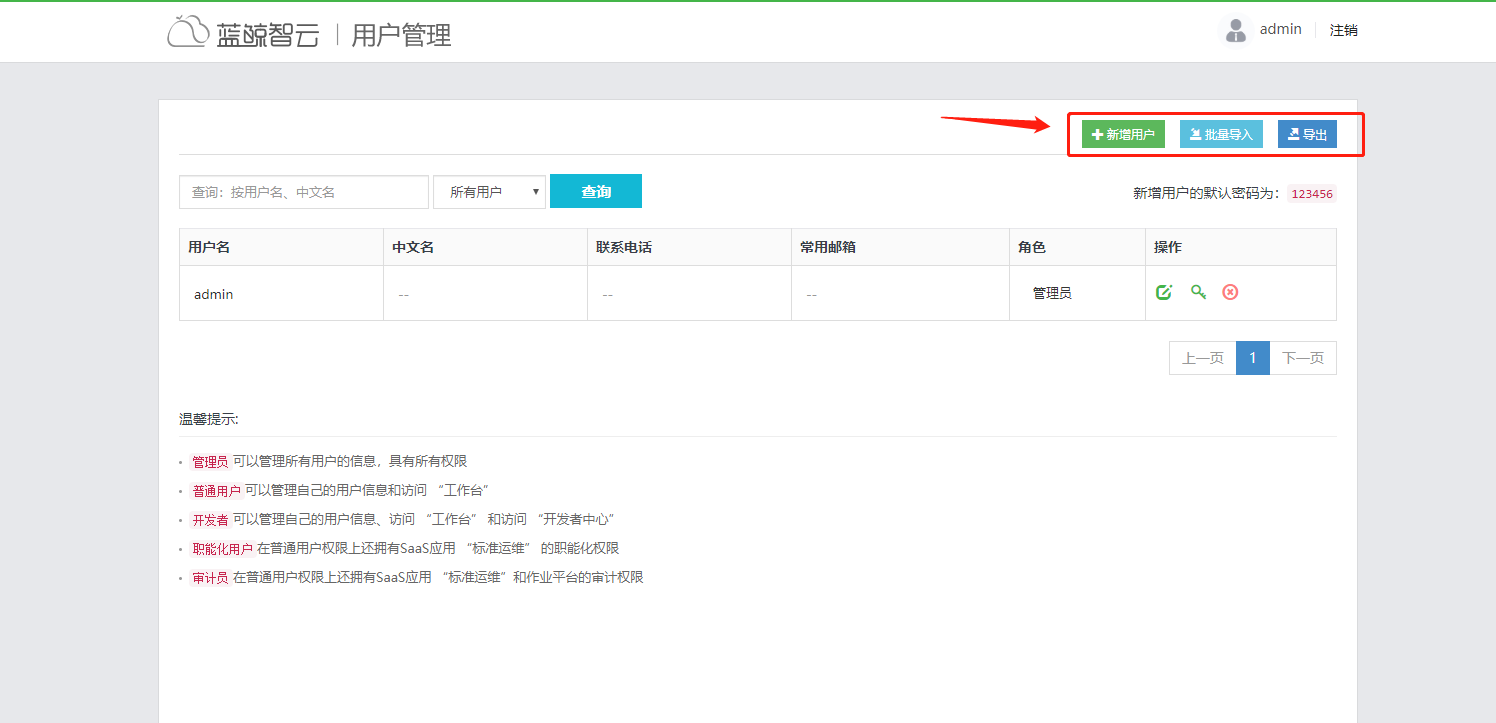 蓝鲸智云 | 用户管理
admin 注销
新增用户 批量导入 导出
查询：按用户名、中文名 所有用户 查询 新增用户的默认密码为： 123456
用户名 中文名 联系电话 常用邮箱 角色 操作
admin -- -- -- 管理员
上一页 1 下一页
温馨提示:
管理员 可以管理所有用户的信息，具有所有权限
普通用户 可以管理自己的用户信息和访问 “工作台”
开发者 可以管理自己的用户信息、访问 “工作台” 和访问 “开发者中心”
职能化用户 在普通用户权限上还拥有SaaS应用 “标准运维” 的职能化权限
审计员 在普通用户权限上还拥有SaaS应用 “标准运维” 和作业平台的审计权限